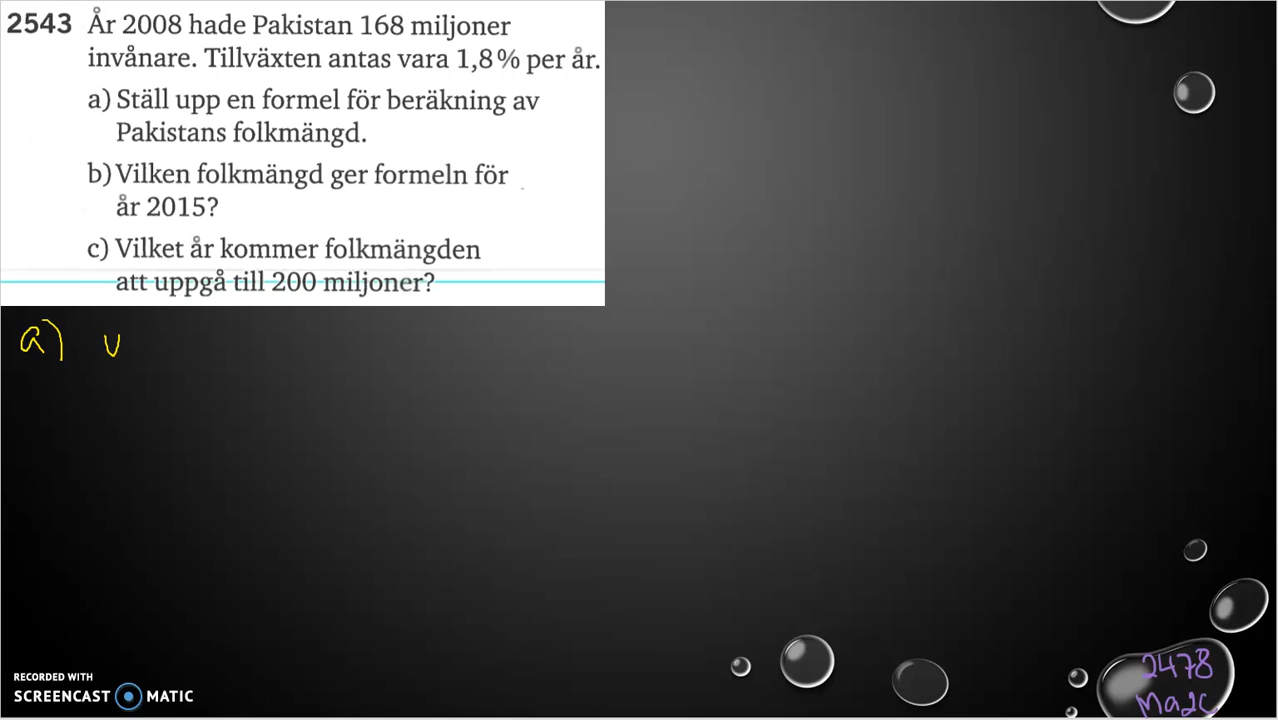 2543 År 2008 hade Pakistan 168 miljoner
invånare. Tillväxten antas vara 1,8% per år.
a) Ställ upp en formel för beräkning av
Pakistans folkmängd.
b) Vilken folkmängd ger formeln för
år 2015?
c) Vilket år kommer folkmängden
att uppgå till 200 miljoner?
a) v
RECORDED WITH
SCREENCAST MATIC
2478
Ma2c